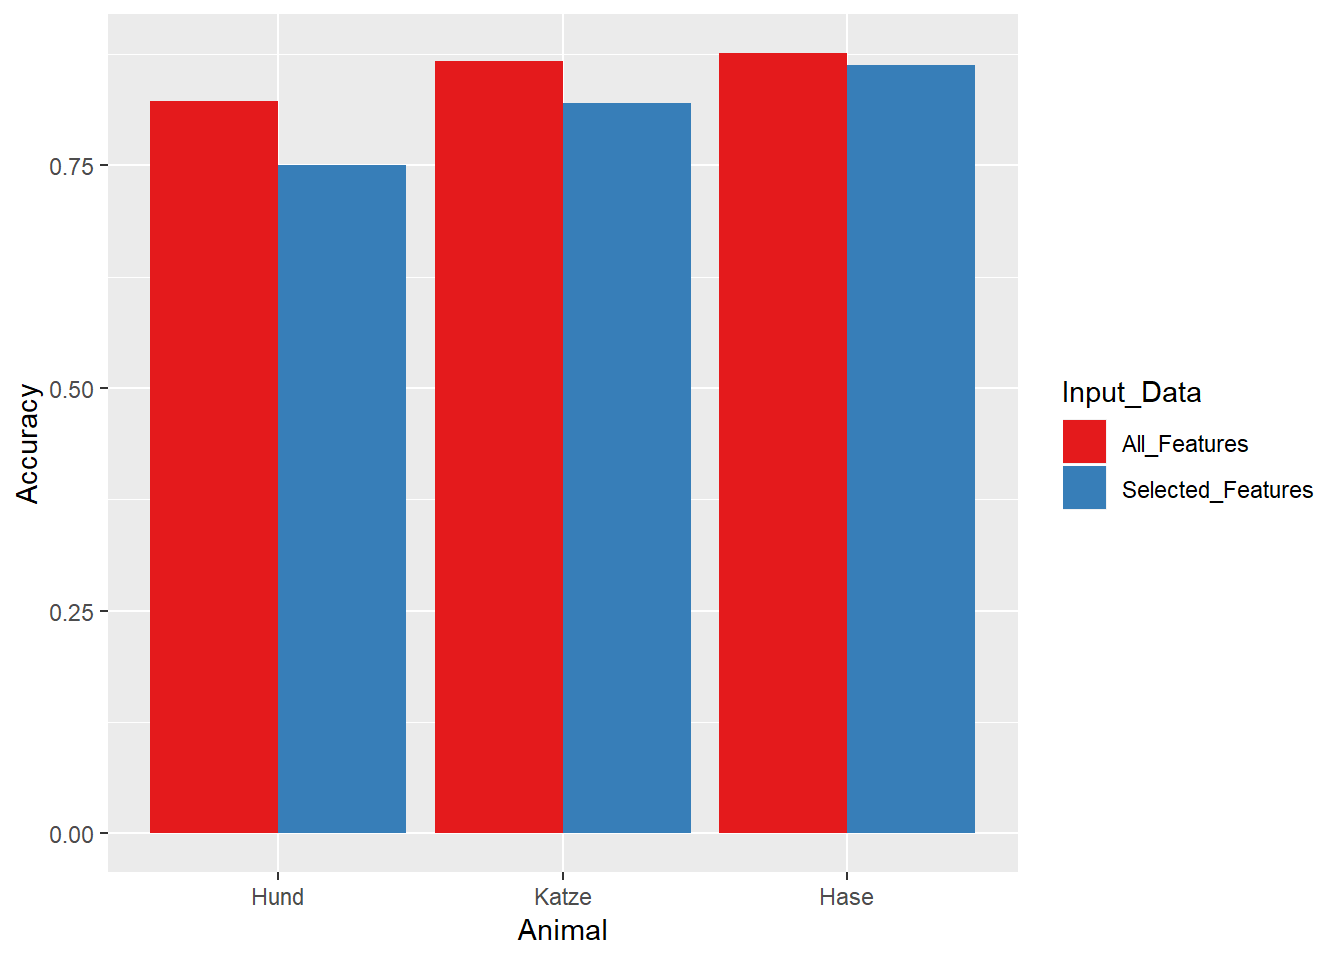 Accuracy
0.75
0.50
0.25
0.00
Hund Katze Hase
Animal
Input_Data
All_Features
Selected_Features